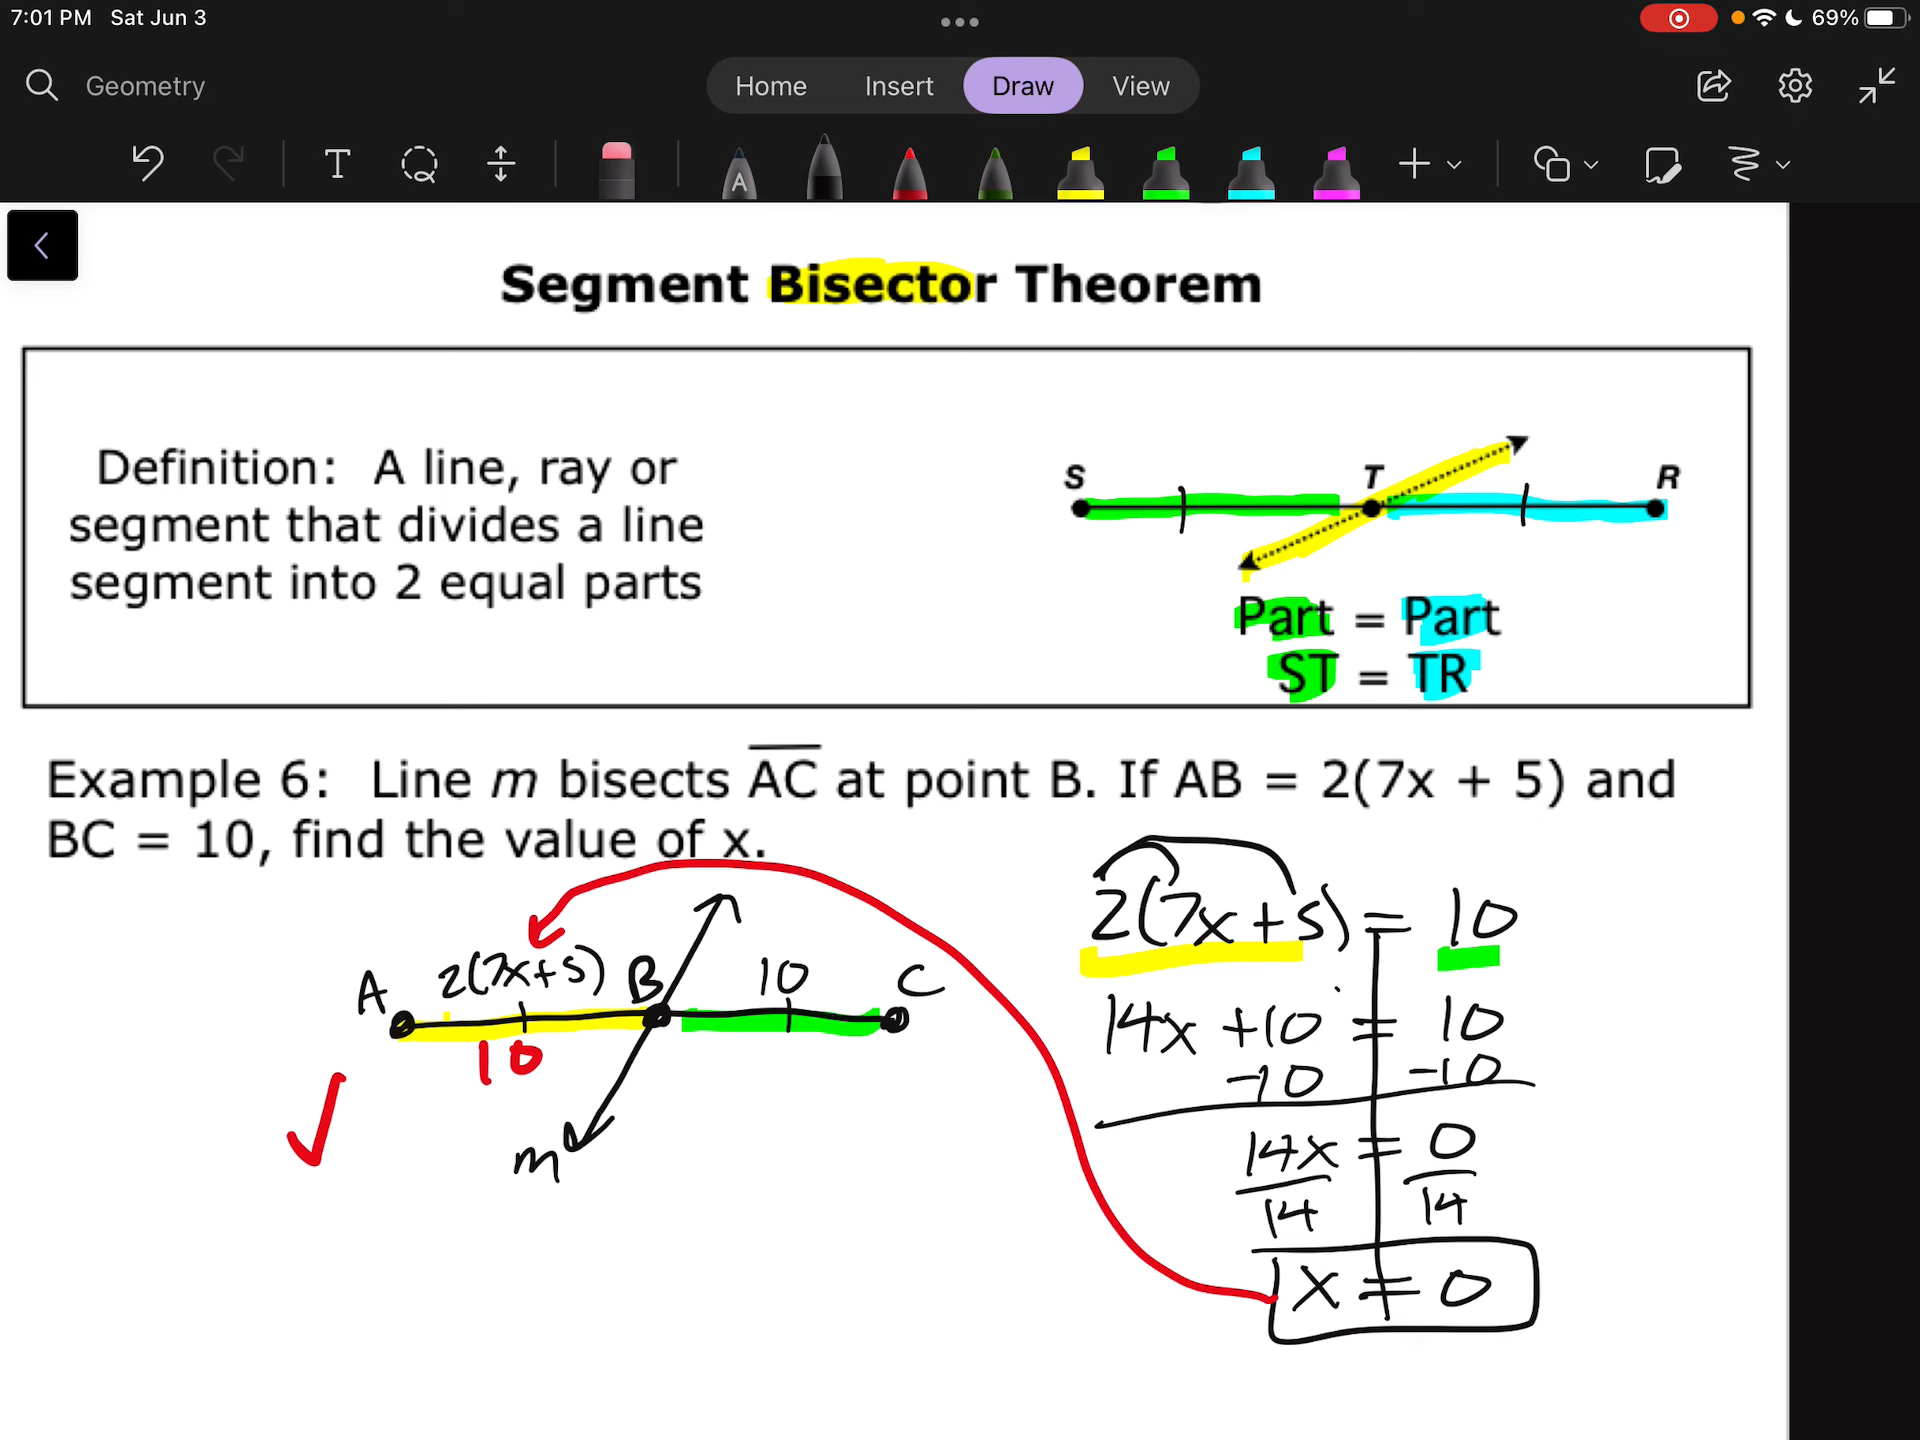 7:01 PM Sat Jun 3
69%
Geometry
Home Insert Draw View
T
A
Segment Bisector Theorem
Definition: A line, ray or
segment that divides a line
segment into 2 equal parts
S T R
Part = Part
ST = TR
Example 6: Line m bisects AC at point B. If AB = 2(7x + 5) and
BC = 10, find the value of x.
A 2(7x+5) B 10 C
10
m
2(7x+5) = 10
14x +10 = 10
-10 -10
14x = 0
14 14
x = 0